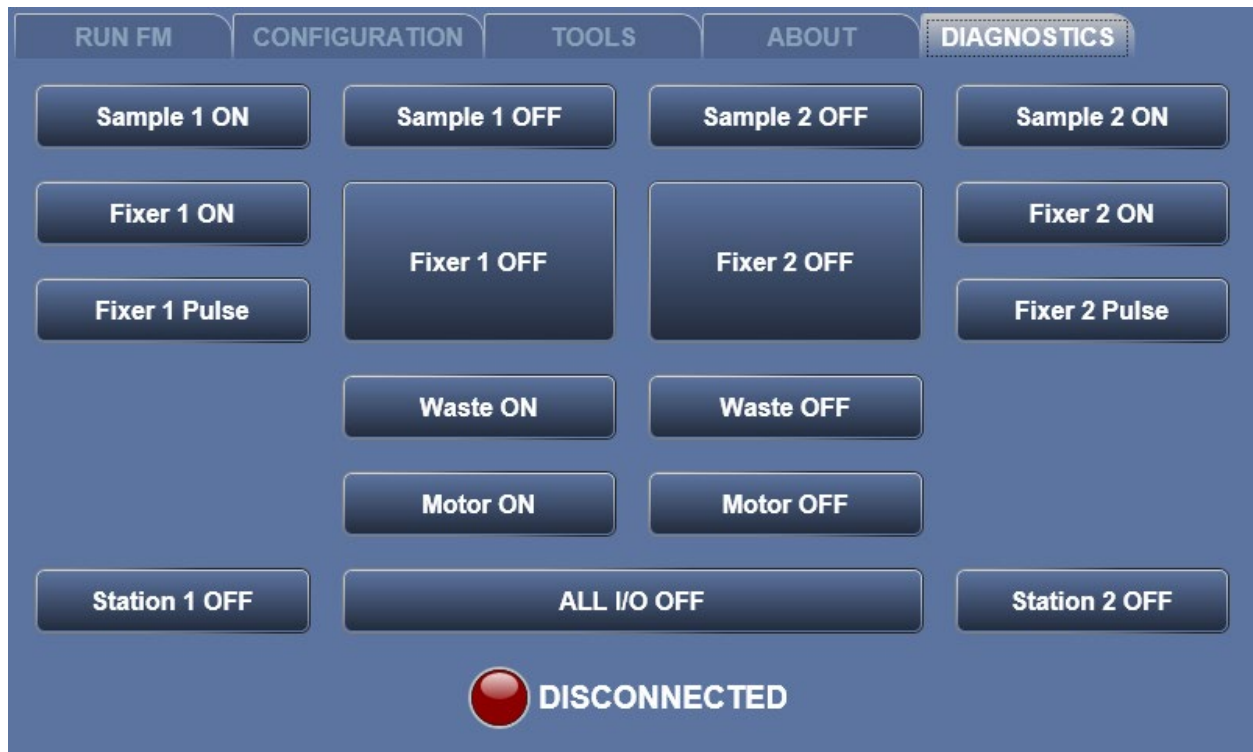 RUN FM CONFIGURATION TOOLS ABOUT DIAGNOSTICS
Sample 1 ON Sample 1 OFF Sample 2 OFF Sample 2 ON
Fixer 1 ON Fixer 2 ON
Fixer 1 OFF Fixer 2 OFF
Fixer 1 Pulse Fixer 2 Pulse
Waste ON Waste OFF
Motor ON Motor OFF
Station 1 OFF ALL I/O OFF Station 2 OFF
DISCONNECTED